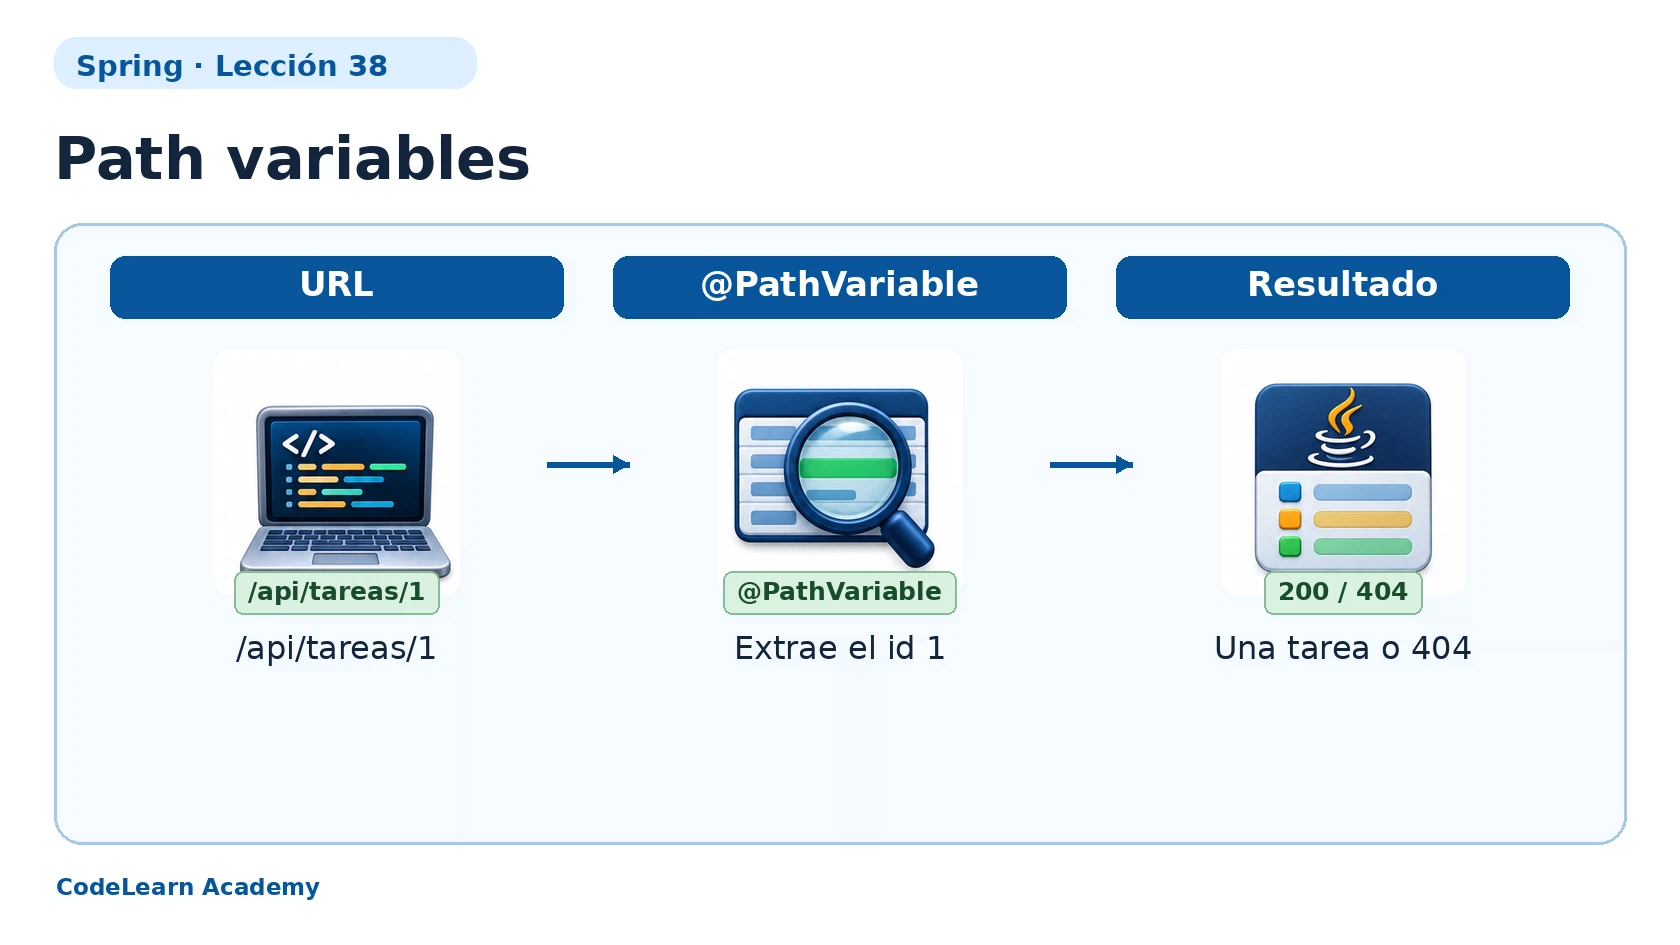 Spring · Lección 38
Path variables
URL
@PathVariable
Resultado
</>
/api/tareas/1
@PathVariable
200 / 404
/api/tareas/1
Extrae el id 1
Una tarea o 404
CodeLearn Academy